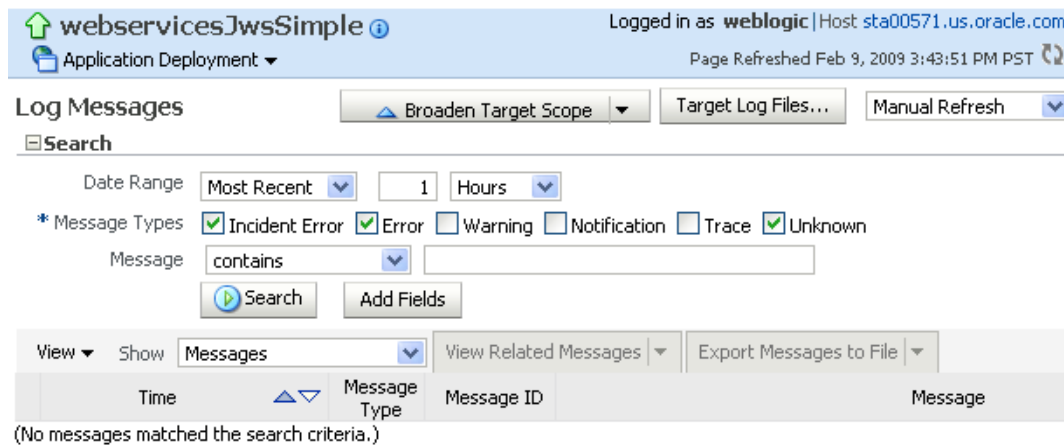 webservicesJwsSimple
Logged in as weblogic|Host sta00571.us.oracle.com
Application Deployment
Page Refreshed Feb 9, 2009 3:43:51 PM PST
Log Messages
Broaden Target Scope
Target Log Files...
Manual Refresh
Search
Date Range Most Recent 1 Hours
* Message Types Incident Error Error Warning Notification Trace Unknown
Message contains
Search Add Fields
View Show Messages View Related Messages Export Messages to File
Time Message Type Message ID Message
(No messages matched the search criteria.)